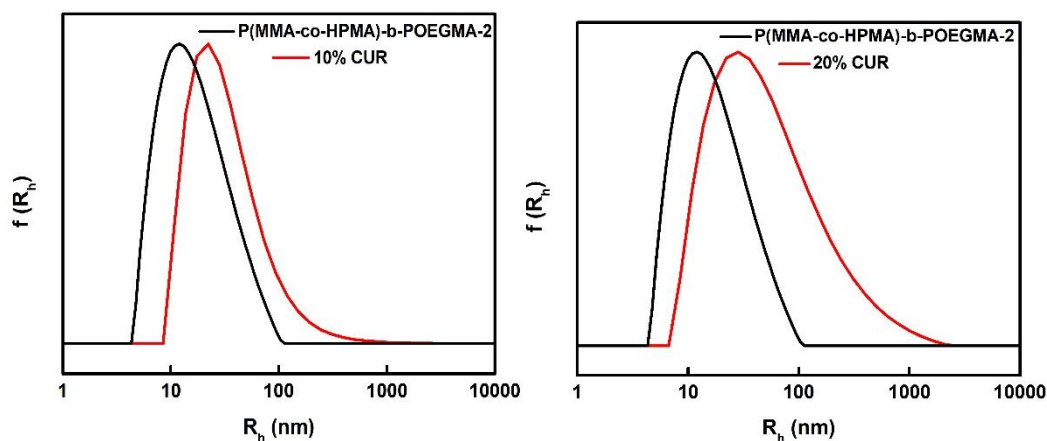 P(MMA-co-HPMA)-b-POEGMA-2
10% CUR
f (Rh)
1 10 100 1000 10000
Rh (nm)
P(MMA-co-HPMA)-b-POEGMA-2
20% CUR
f (Rh)
1 10 100 1000 10000
Rh (nm)